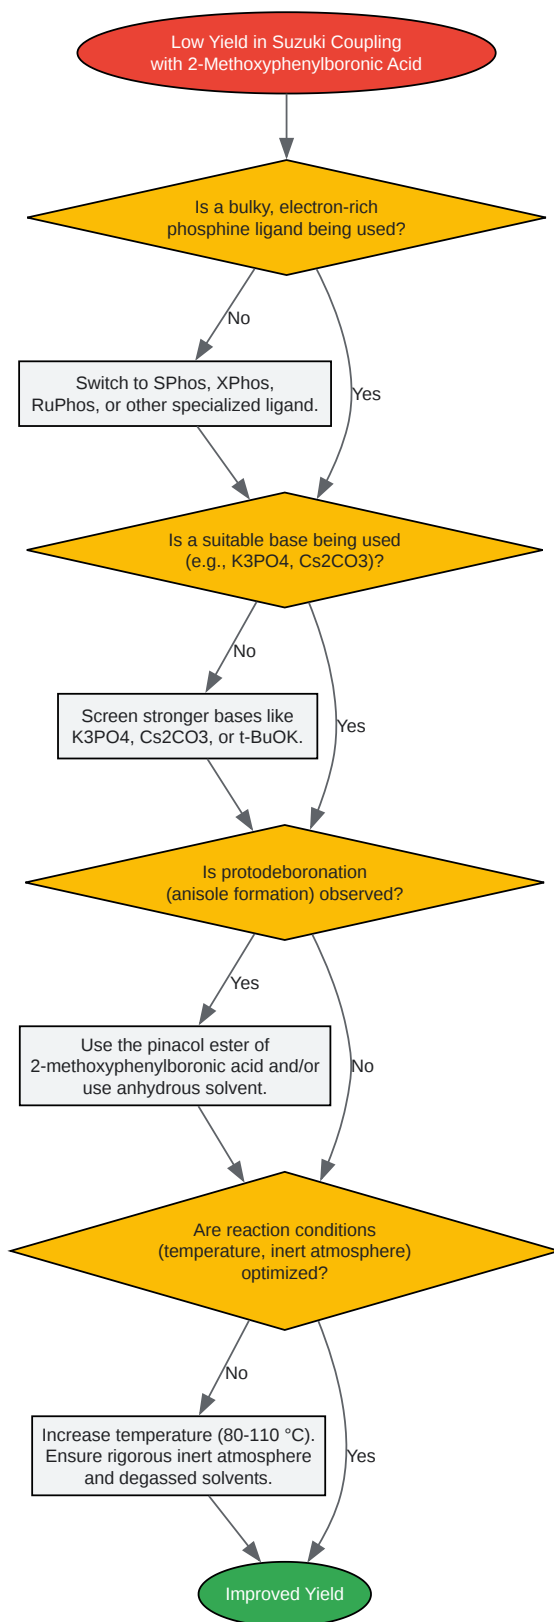 Low Yield in Suzuki Coupling
with 2-Methoxyphenylboronic Acid
Is a bulky, electron-rich
phosphine ligand being used?
No
Switch to SPhos, XPhos,
RuPhos, or other specialized ligand.
Yes
Is a suitable base being used
(e.g., K3PO4, Cs2CO3)?
No
Screen stronger bases like
K3PO4, Cs2CO3, or t-BuOK.
Yes
Is protodeboronation
(anisole formation) observed?
Yes
Use the pinacol ester of
2-methoxyphenylboronic acid and/or
use anhydrous solvent.
No
Are reaction conditions
(temperature, inert atmosphere)
optimized?
No
Increase temperature (80-110 °C).
Ensure rigorous inert atmosphere
and degassed solvents.
Yes
Improved Yield